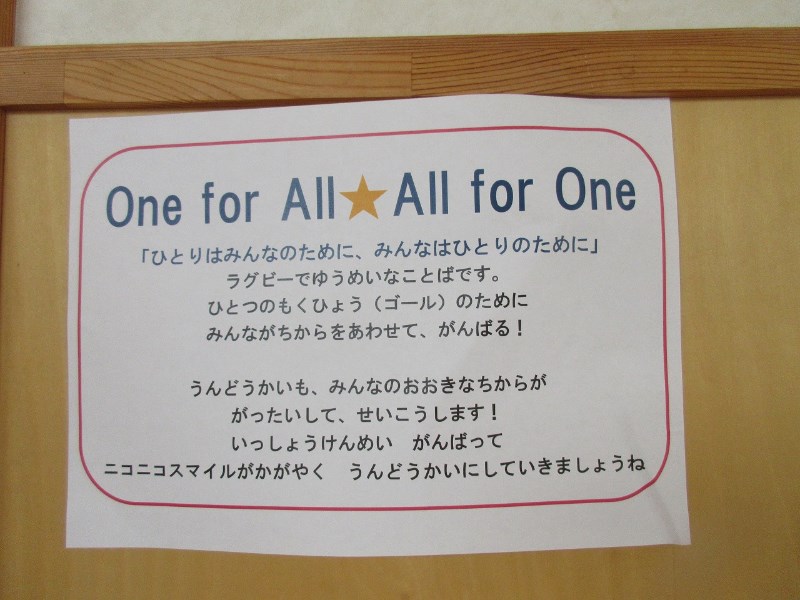 One for All★All for One
「ひとりはみんなのために、みんなはひとりのために」
ラグビーでゆうめいなことばです。
ひとつのもくひょう（ゴール）のために
みんながちからをあわせて、がんばる！
うんどうかいも、みんなのおおきなちからが
がったいして、せいこうします！
いっしょうけんめい　がんばって
ニコニコスマイルがかがやく　うんどうかいにしていきましょうね